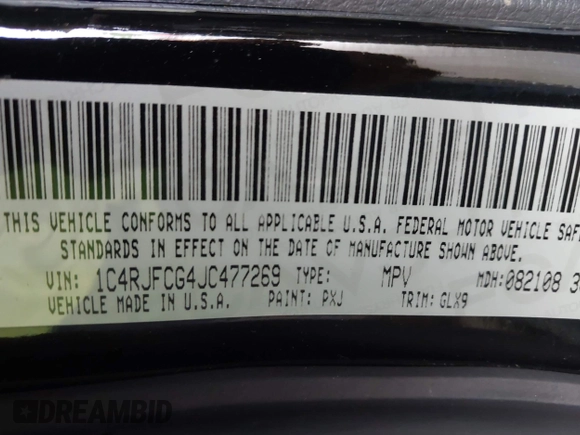 THIS VEHICLE CONFORMS TO ALL APPLICABLE U.S.A. FEDERAL MOTOR VEHICLE SAFE
STANDARDS IN EFFECT ON THE DATE OF MANUFACTURE SHOWN ABOVE.
VIN: 1C4RJFCG4JC477269 TYPE: MPV MDH:082108
VEHICLE MADE IN U.S.A. PAINT: PXJ TRIM: GLX9
DREAMBID